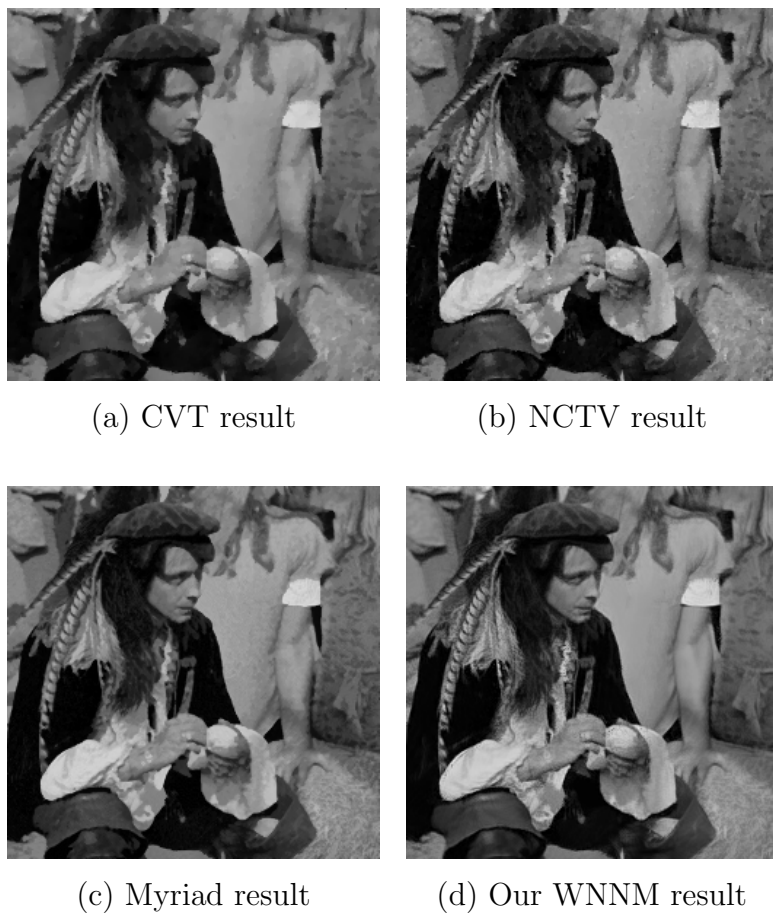 (a) CVT result
(b) NCTV result
(c) Myriad result
(d) Our WNNM result